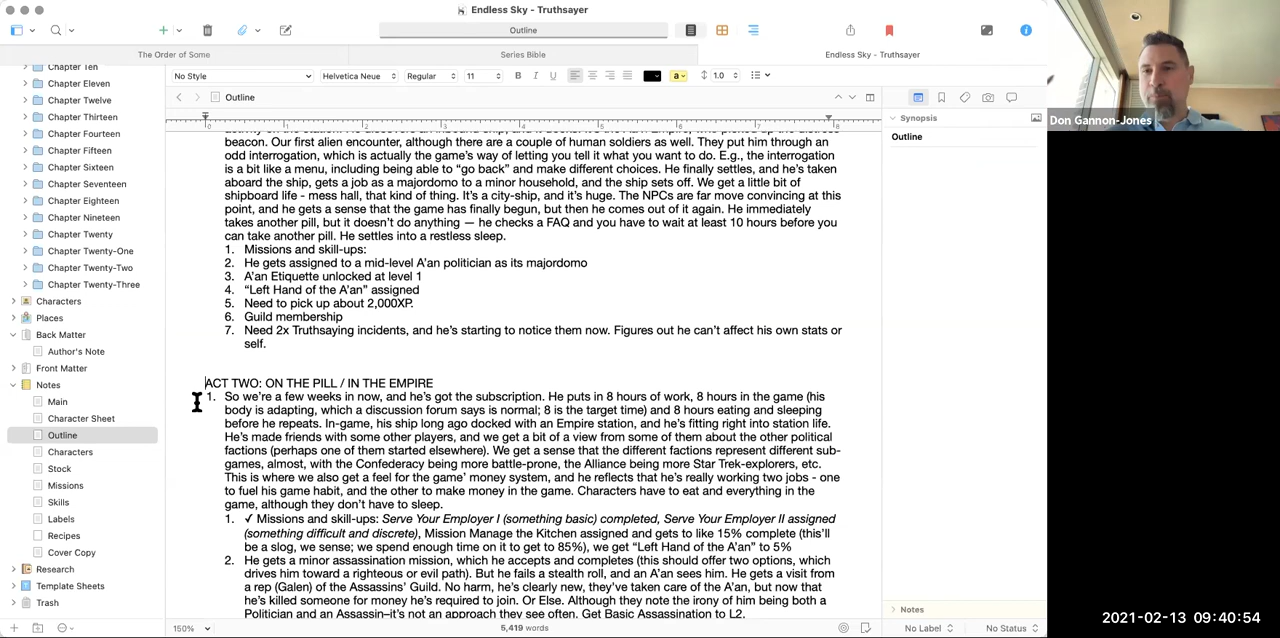 Endless Sky - Truthsayer
Outline
The Order of Some
Series Bible
Endless Sky - Truthsayer
No Style
Helvetica Neue
Regular
11
B I U
a
1.0
Outline
Chapter Ten
Chapter Eleven
Chapter Twelve
Chapter Thirteen
Chapter Fourteen
Chapter Fifteen
Chapter Sixteen
Chapter Seventeen
Chapter Eighteen
Chapter Nineteen
Chapter Twenty
Chapter Twenty-One
Chapter Twenty-Two
Chapter Twenty-Three
Characters
Places
Back Matter
Author's Note
Front Matter
Notes
Main
Character Sheet
Outline
Characters
Stock
Missions
Skills
Labels
Recipes
Cover Copy
Research
Template Sheets
Trash
0 1 2 3 4 5 6 7 8
beacon. Our first alien encounter, although there are a couple of human soldiers as well. They put him through an
odd interrogation, which is actually the game's way of letting you tell it what you want to do. E.g., the interrogation
is a bit like a menu, including being able to “go back” and make different choices. He finally settles, and he's taken
aboard the ship, gets a job as a majordomo to a minor household, and the ship sets off. We get a little bit of
shipboard life - mess hall, that kind of thing. It's a city-ship, and it's huge. The NPCs are far move convincing at this
point, and he gets a sense that the game has finally begun, but then he comes out of it again. He immediately
takes another pill, but it doesn't do anything — he checks a FAQ and you have to wait at least 10 hours before you
can take another pill. He settles into a restless sleep.
1. Missions and skill-ups:
2. He gets assigned to a mid-level A'an politician as its majordomo
3. A'an Etiquette unlocked at level 1
4. “Left Hand of the A'an” assigned
5. Need to pick up about 2,000XP.
6. Guild membership
7. Need 2x Truthsaying incidents, and he's starting to notice them now. Figures out he can't affect his own stats or
self.
ACT TWO: ON THE PILL / IN THE EMPIRE
1. So we're a few weeks in now, and he's got the subscription. He puts in 8 hours of work, 8 hours in the game (his
body is adapting, which a discussion forum says is normal; 8 is the target time) and 8 hours eating and sleeping
before he repeats. In-game, his ship long ago docked with an Empire station, and he's fitting right into station life.
He's made friends with some other players, and we get a bit of a view from some of them about the other political
factions (perhaps one of them started elsewhere). We get a sense that the different factions represent different sub-
games, almost, with the Confederacy being more battle-prone, the Alliance being more Star Trek-explorers, etc.
This is where we also get a feel for the game' money system, and he reflects that he's really working two jobs - one
to fuel his game habit, and the other to make money in the game. Characters have to eat and everything in the
game, although they don't have to sleep.
1. ✓ Missions and skill-ups: Serve Your Employer I (something basic) completed, Serve Your Employer II assigned
(something difficult and discrete), Mission Manage the Kitchen assigned and gets to like 15% complete (this'll
be a slog, we sense; we spend enough time on it to get to 85%), we get “Left Hand of the A'an” to 5%
2. He gets a minor assassination mission, which he accepts and completes (this should offer two options, which
drives him toward a righteous or evil path). But he fails a stealth roll, and an A'an sees him. He gets a visit from
a rep (Galen) of the Assassins' Guild. No harm, he's clearly new, they've taken care of the A'an, but now that
he's killed someone for money he's required to join. Or Else. Although they note the irony of him being both a
Politician and an Assassin–it's not an approach they see often. Get Basic Assassination to L2.
150%
5,419 words
Synopsis
Outline
Notes
No Label
No Status
Don Gannon-Jones
2021-02-13 09:40:54